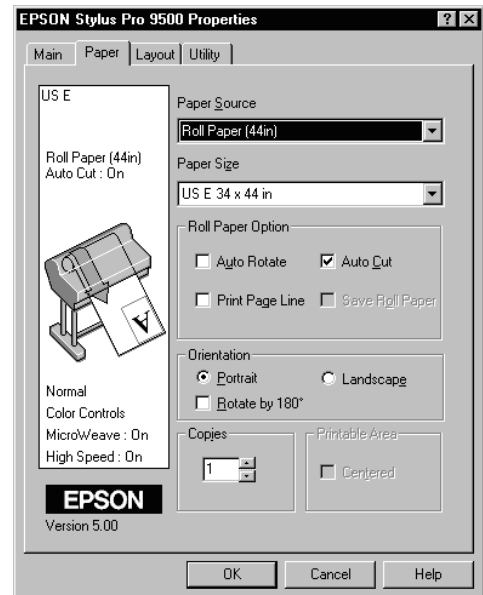 EPSON Stylus Pro 9500 Properties
Main Paper Layout Utility
US E
Roll Paper (44in)
Auto Cut : On
A
Normal
Color Controls
MicroWeave : On
High Speed : On
EPSON
Version 5.00
Paper Source
Roll Paper (44in)
Paper Size
US E 34 x 44 in
Roll Paper Option
Auto Rotate Auto Cut
Print Page Line Save Roll Paper
Orientation
Portrait Landscape
Rotate by 180°
Copies
1
Printable Area
Centered
OK Cancel Help